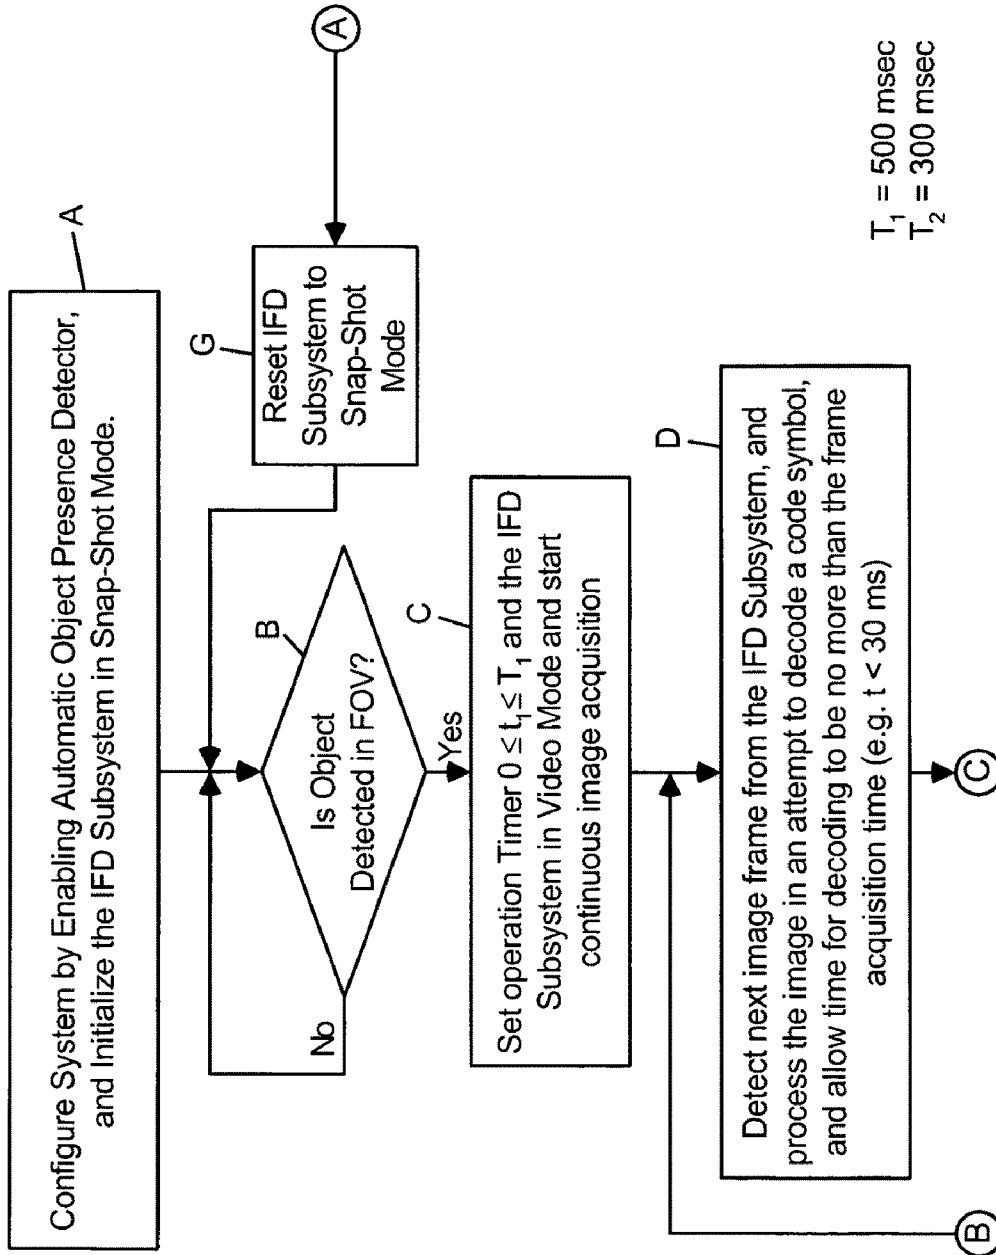 Configure System by Enabling Automatic Object Presence Detector,
and Initialize the IFD Subsystem in Snap-Shot Mode.
A
G
Reset IFD
Subsystem to
Snap-Shot
Mode
A
B
Is Object
Detected in FOV?
No
Yes
C
Set operation Timer 0 ≤ t₁ ≤ T₁ and the IFD
Subsystem in Video Mode and start
continuous image acquisition
D
Detect next image frame from the IFD Subsystem, and
process the image in an attempt to decode a code symbol,
and allow time for decoding to be no more than the frame
acquisition time (e.g. t < 30 ms)
B
C
T₁ = 500 msec
T₂ = 300 msec